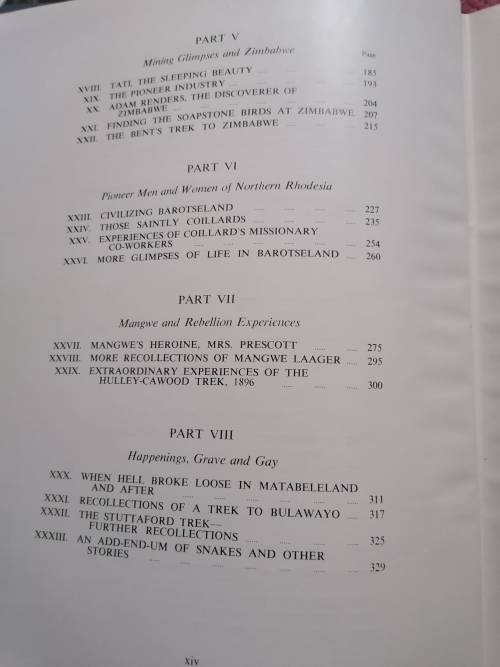 PART V
Mining Glimpses and Zimbabwe
Page
XVIII. TATI, THE SLEEPING BEAUTY ..... 185
XIX. THE PIONEER INDUSTRY ..... 193
XX. ADAM RENDERS, THE DISCOVERER OF
ZIMBABWE ..... 204
XXI. FINDING THE SOAPSTONE BIRDS AT ZIMBABWE 207
XXII. THE BENT'S TREK TO ZIMBABWE ..... 215
PART VI
Pioneer Men and Women of Northern Rhodesia
XXIII. CIVILIZING BAROTSELAND ..... 227
XXIV. THOSE SAINTLY COILLARDS ..... 235
XXV. EXPERIENCES OF COILLARD'S MISSIONARY
CO-WORKERS ..... 254
XXVI. MORE GLIMPSES OF LIFE IN BAROTSELAND ..... 260
PART VII
Mangwe and Rebellion Experiences
XXVII. MANGWE'S HEROINE, MRS. PRESCOTT ..... 275
XXVIII. MORE RECOLLECTIONS OF MANGWE LAAGER ..... 295
XXIX. EXTRAORDINARY EXPERIENCES OF THE
HULLEY-CAWOOD TREK, 1896 ..... 300
PART VIII
Happenings, Grave and Gay
XXX. WHEN HELL BROKE LOOSE IN MATABELELAND
AND AFTER ..... 311
XXXI. RECOLLECTIONS OF A TREK TO BULAWAYO ..... 317
XXXII. THE STUTTAFORD TREK—
FURTHER RECOLLECTIONS ..... 325
XXXIII. AN ADD-END-UM OF SNAKES AND OTHER
STORIES ..... 329
xiv